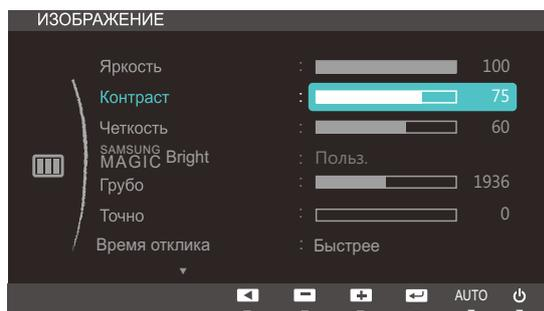 ИЗОБРАЖЕНИЕ
Яркость : 100
Контраст : 75
Четкость : 60
SAMSUNG MAGIC Bright : Польз.
Грубо : 1936
Точно : 0
Время отклика : Быстрее
AUTO